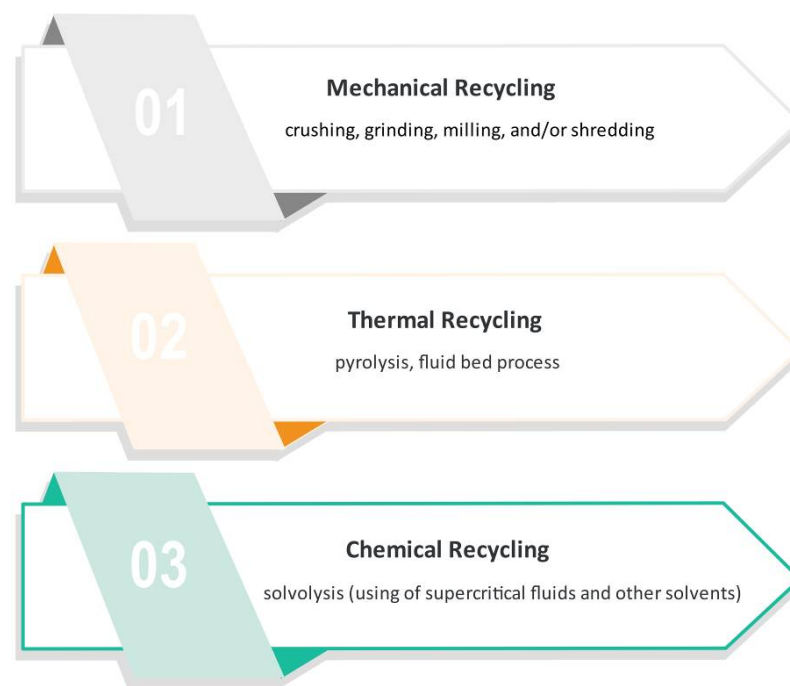 01
Mechanical Recycling
crushing, grinding, milling, and/or shredding
02
Thermal Recycling
pyrolysis, fluid bed process
03
Chemical Recycling
solvolysis (using of supercritical fluids and other solvents)